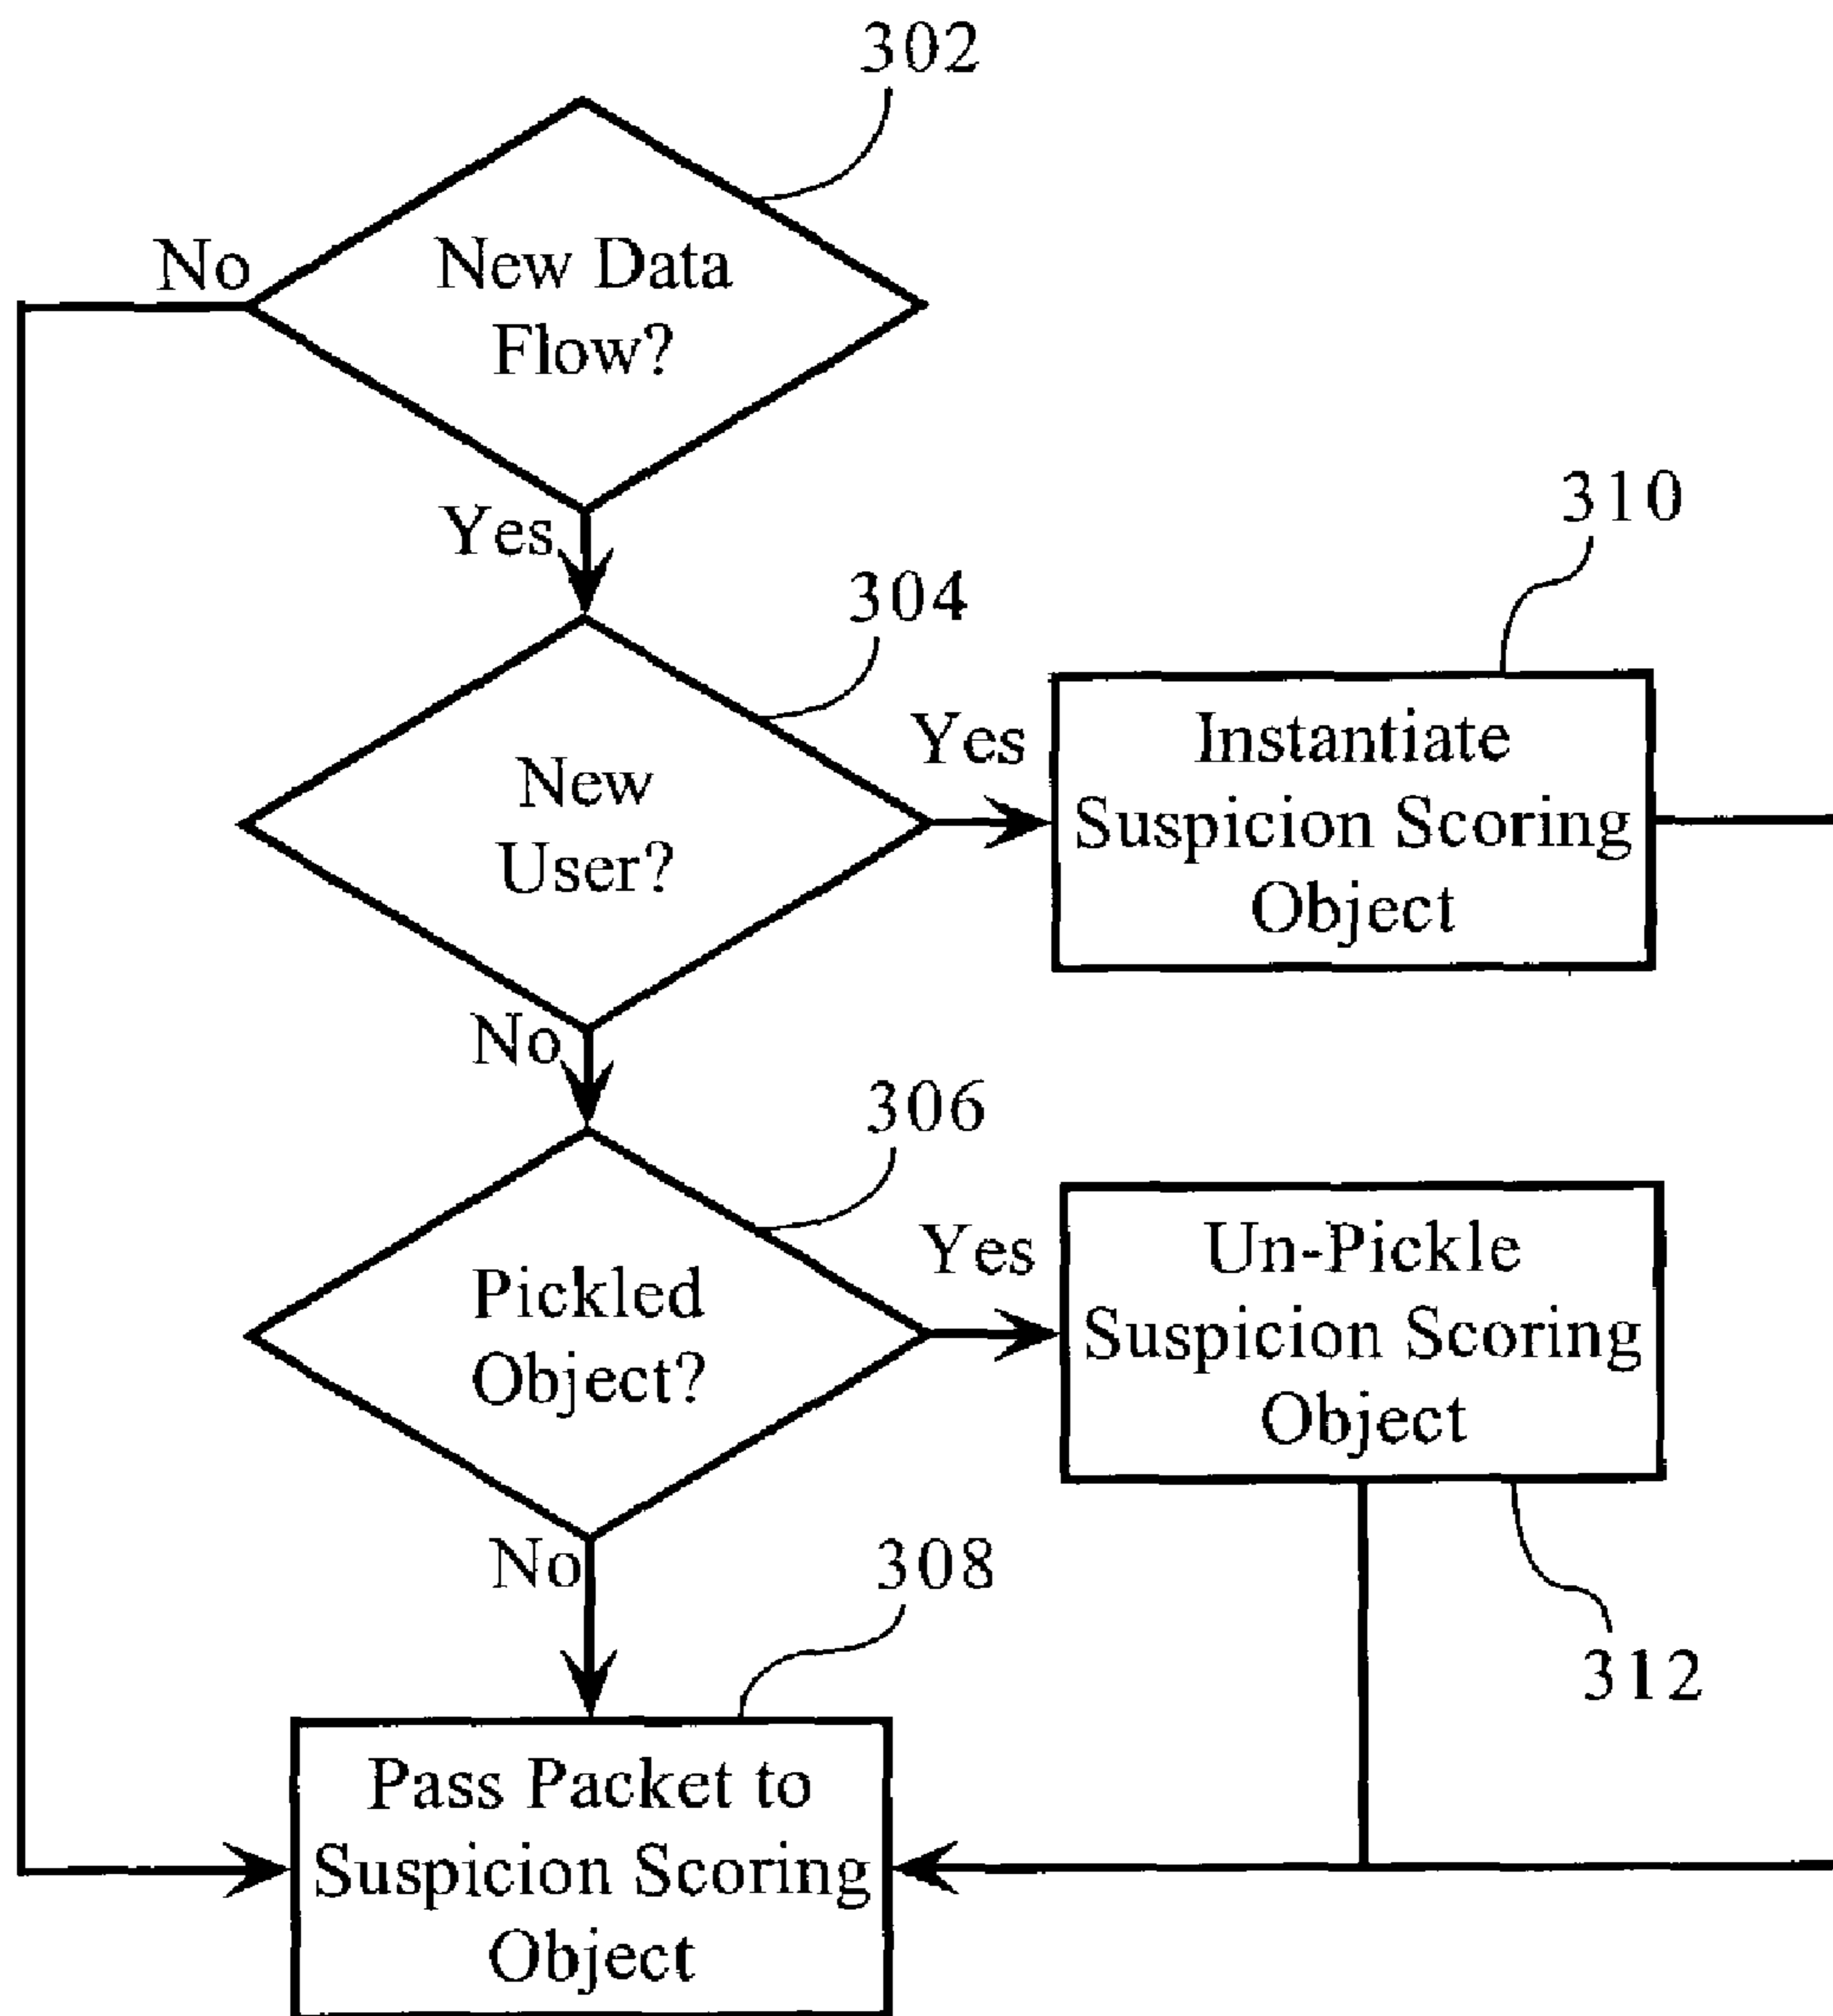 302
New Data
Flow?
No
Yes
304
New
User?
Yes
310
Instantiate
Suspicion Scoring
Object
No
306
Pickled
Object?
Yes
Un-Pickle
Suspicion Scoring
Object
312
No
308
Pass Packet to
Suspicion Scoring
Object